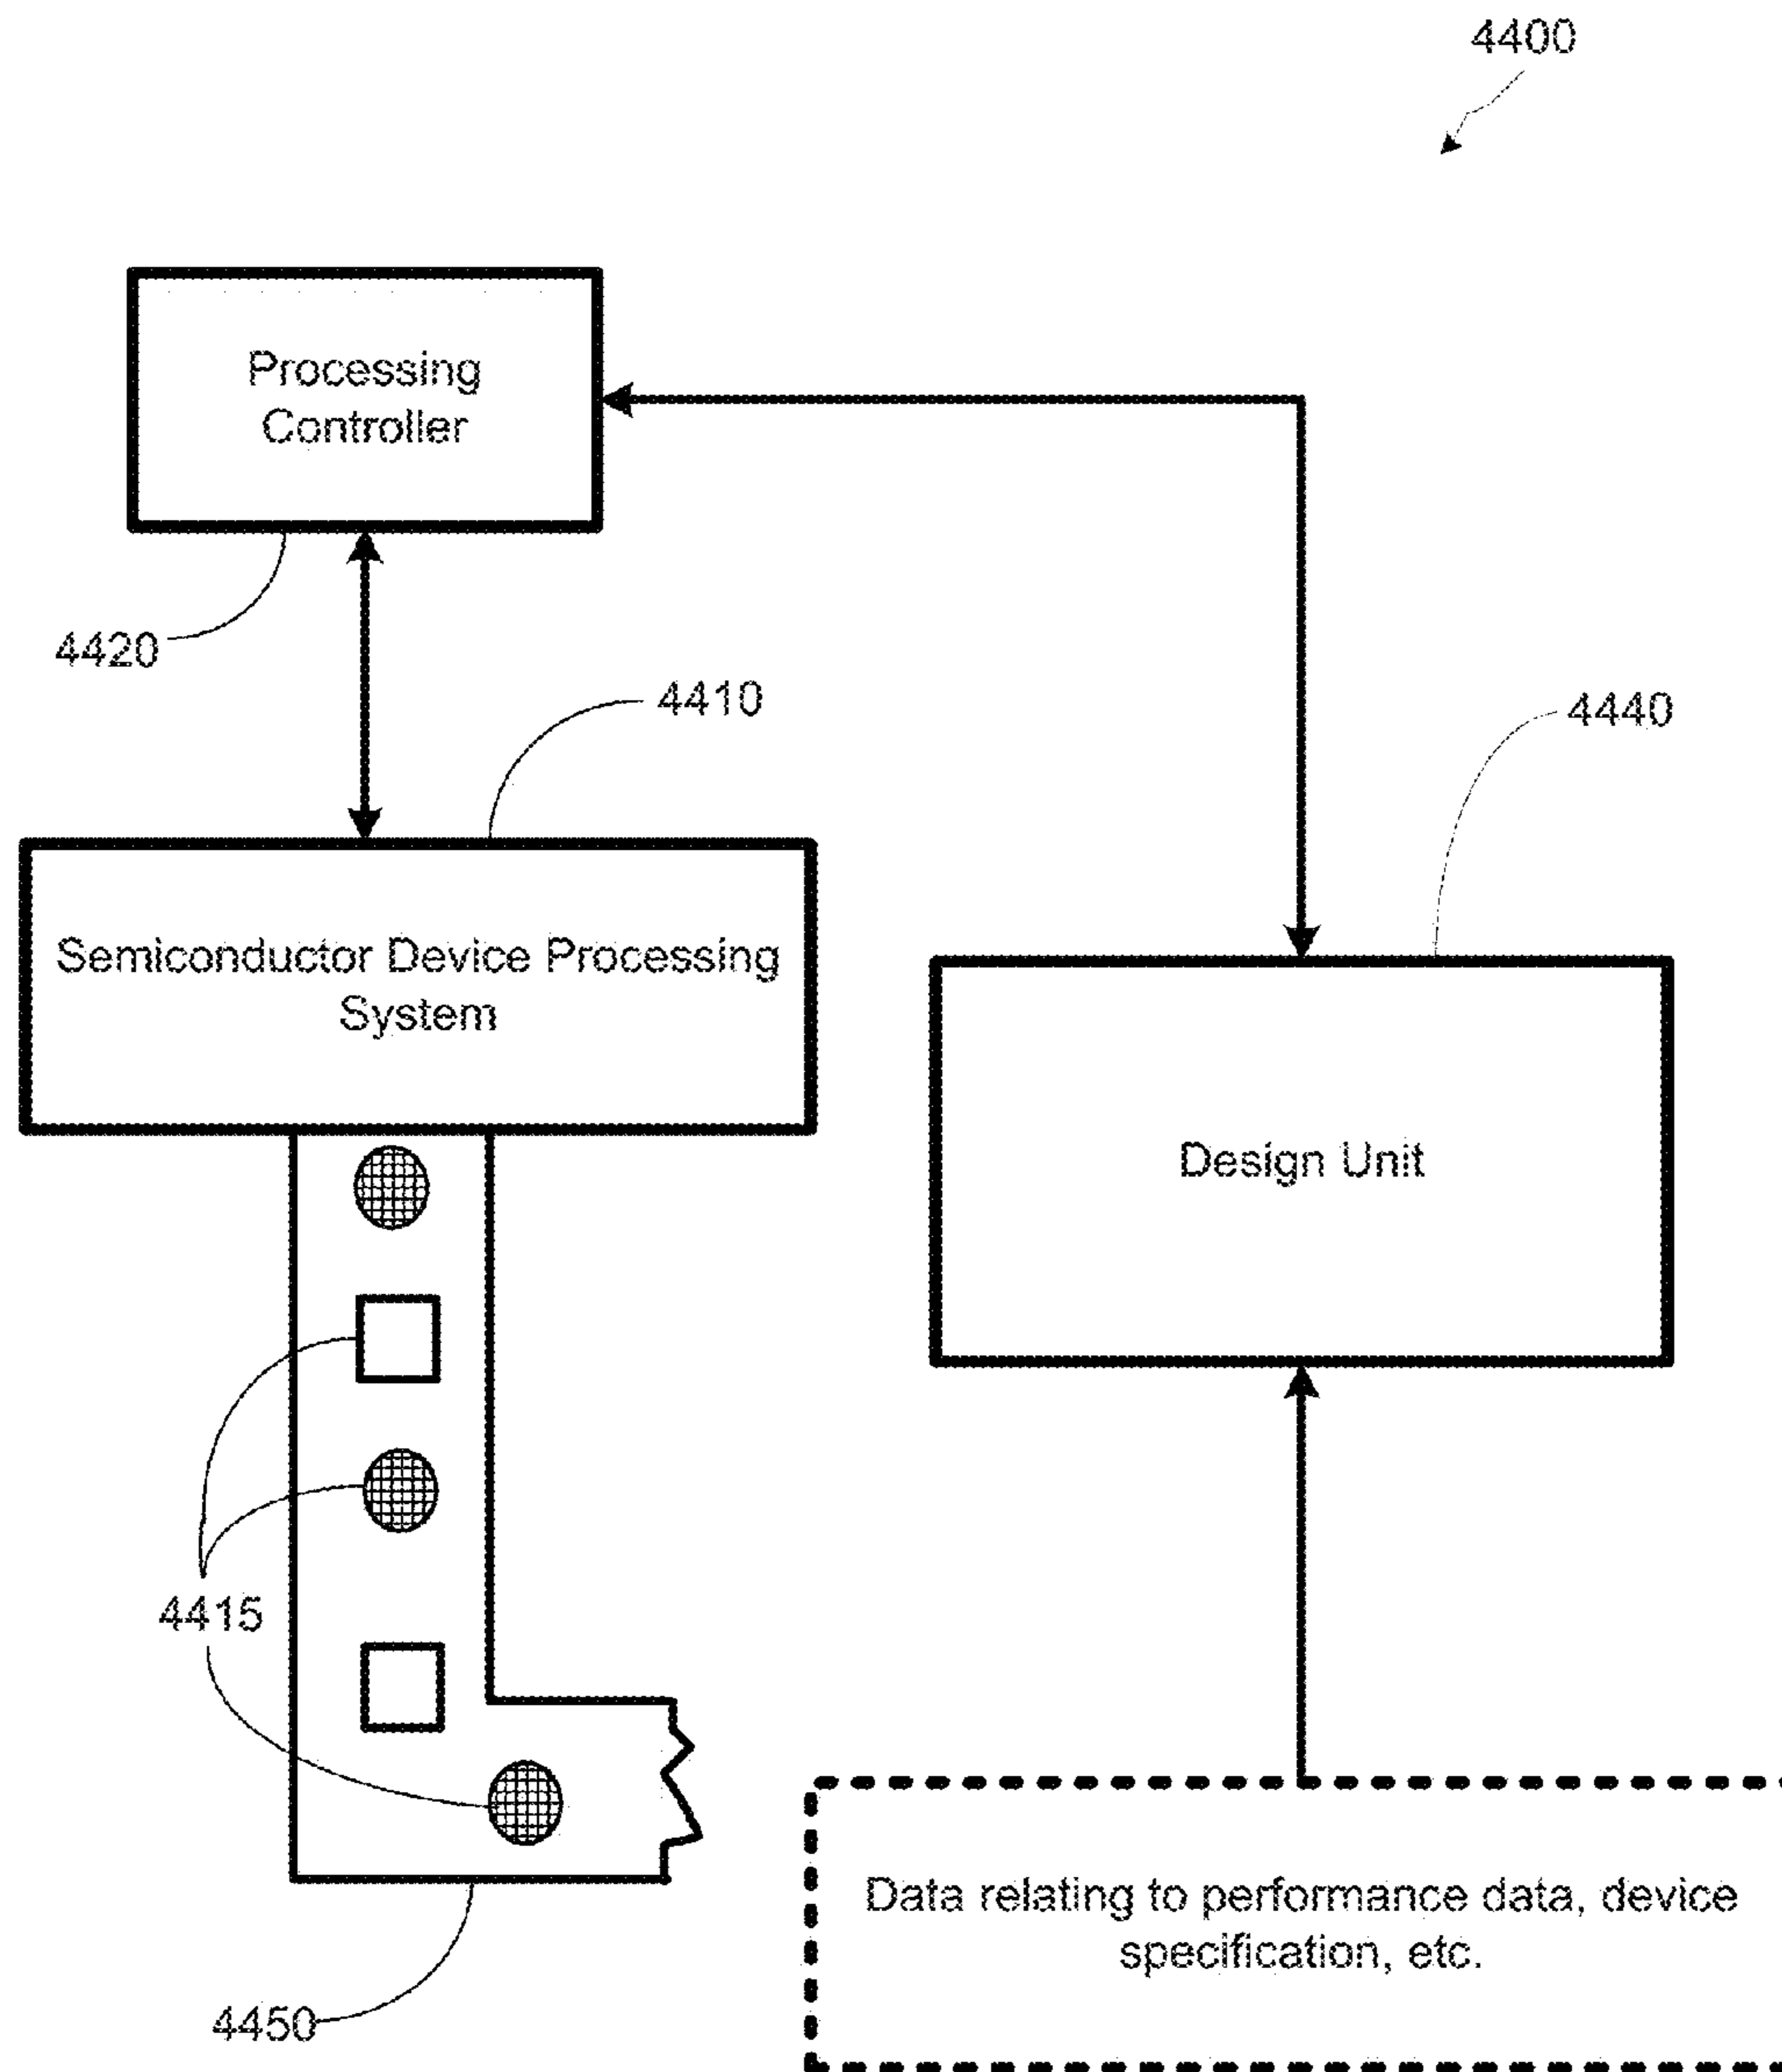 4400
Processing
Controller
4420
4410
4440
Semiconductor Device Processing
System
Design Unit
4415
Data relating to performance data, device
specification, etc.
4450